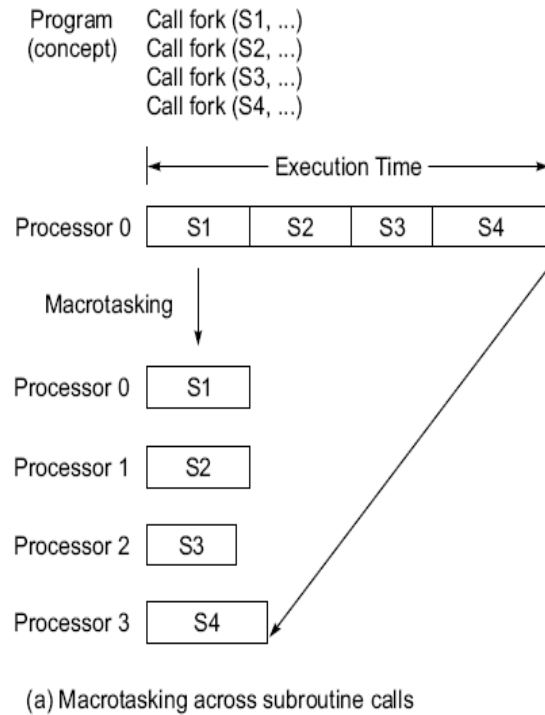 Program Call fork (S1, ...)
(concept) Call fork (S2, ...)
Call fork (S3, ...)
Call fork (S4, ...)
Execution Time
Processor 0 S1 S2 S3 S4
Macrotasking
Processor 0 S1
Processor 1 S2
Processor 2 S3
Processor 3 S4
(a) Macrotasking across subroutine calls